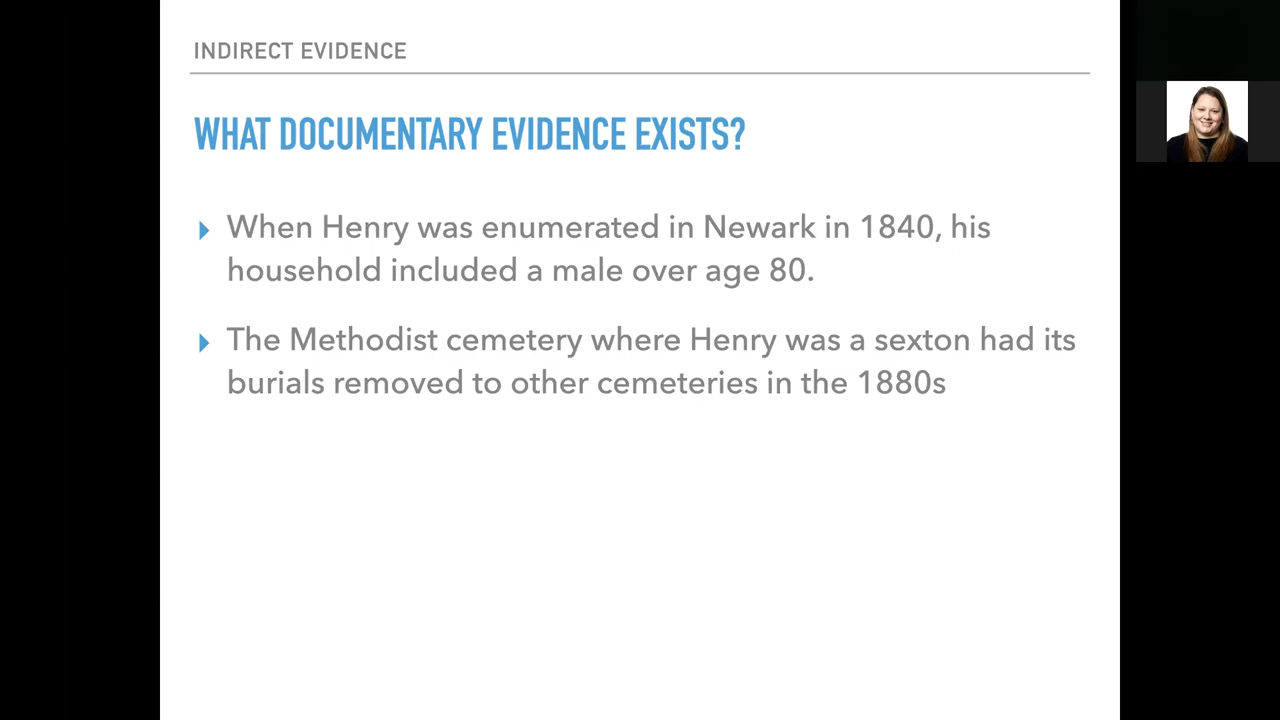 INDIRECT EVIDENCE
WHAT DOCUMENTARY EVIDENCE EXISTS?
When Henry was enumerated in Newark in 1840, his
household included a male over age 80.
The Methodist cemetery where Henry was a sexton had its
burials removed to other cemeteries in the 1880s